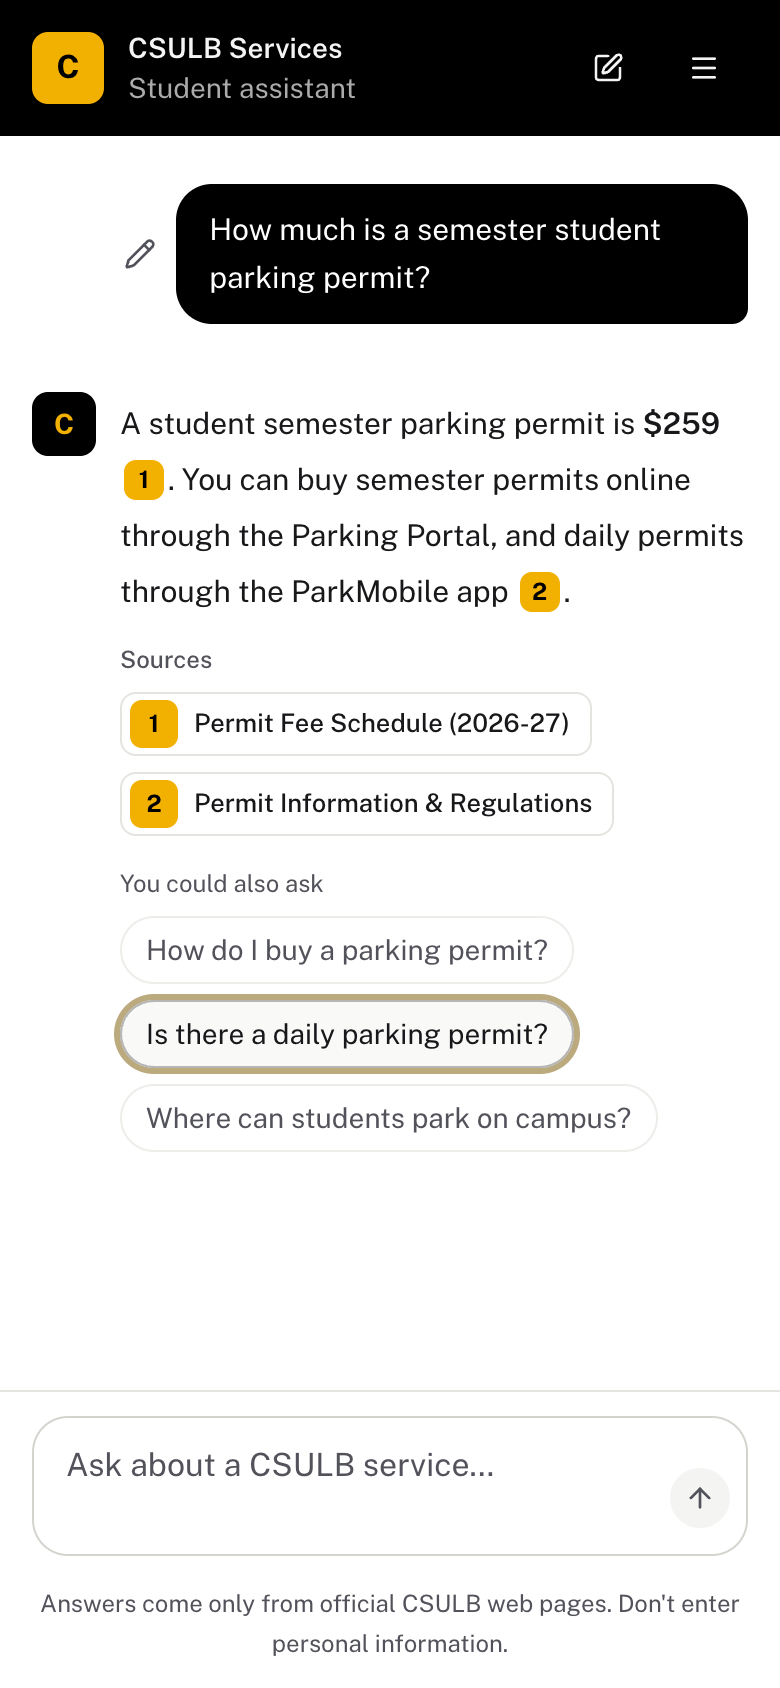 C
CSULB Services
Student assistant
How much is a semester student
parking permit?
C
A student semester parking permit is $259
1 . You can buy semester permits online
through the Parking Portal, and daily permits
through the ParkMobile app 2 .
Sources
1 Permit Fee Schedule (2026-27)
2 Permit Information & Regulations
You could also ask
How do I buy a parking permit?
Is there a daily parking permit?
Where can students park on campus?
Ask about a CSULB service...
Answers come only from official CSULB web pages. Don't enter
personal information.